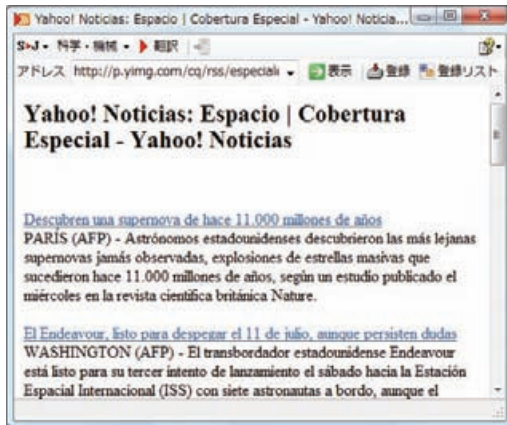 Yahoo! Noticias: Espacio | Cobertura Especial - Yahoo! Noticia...
S▸J 科学・機械 翻訳
アドレス http://p.yimg.com/cq/rss/especiale 表示 登録 登録リスト
Yahoo! Noticias: Espacio | Cobertura
Especial - Yahoo! Noticias
Descubren una supernova de hace 11.000 millones de años
PARÍS (AFP) - Astrónomos estadounidenses descubrieron las más lejanas
supernovas jamás observadas, explosiones de estrellas masivas que
sucedieron hace 11.000 millones de años, según un estudio publicado el
miércoles en la revista científica británica Nature.
El Endeavour, listo para despegar el 11 de julio, aunque persisten dudas
WASHINGTON (AFP) - El transbordador estadounidense Endeavour
está listo para su tercer intento de lanzamiento el sábado hacia la Estación
Espacial Internacional (ISS) con siete astronautas a bordo, aunque el